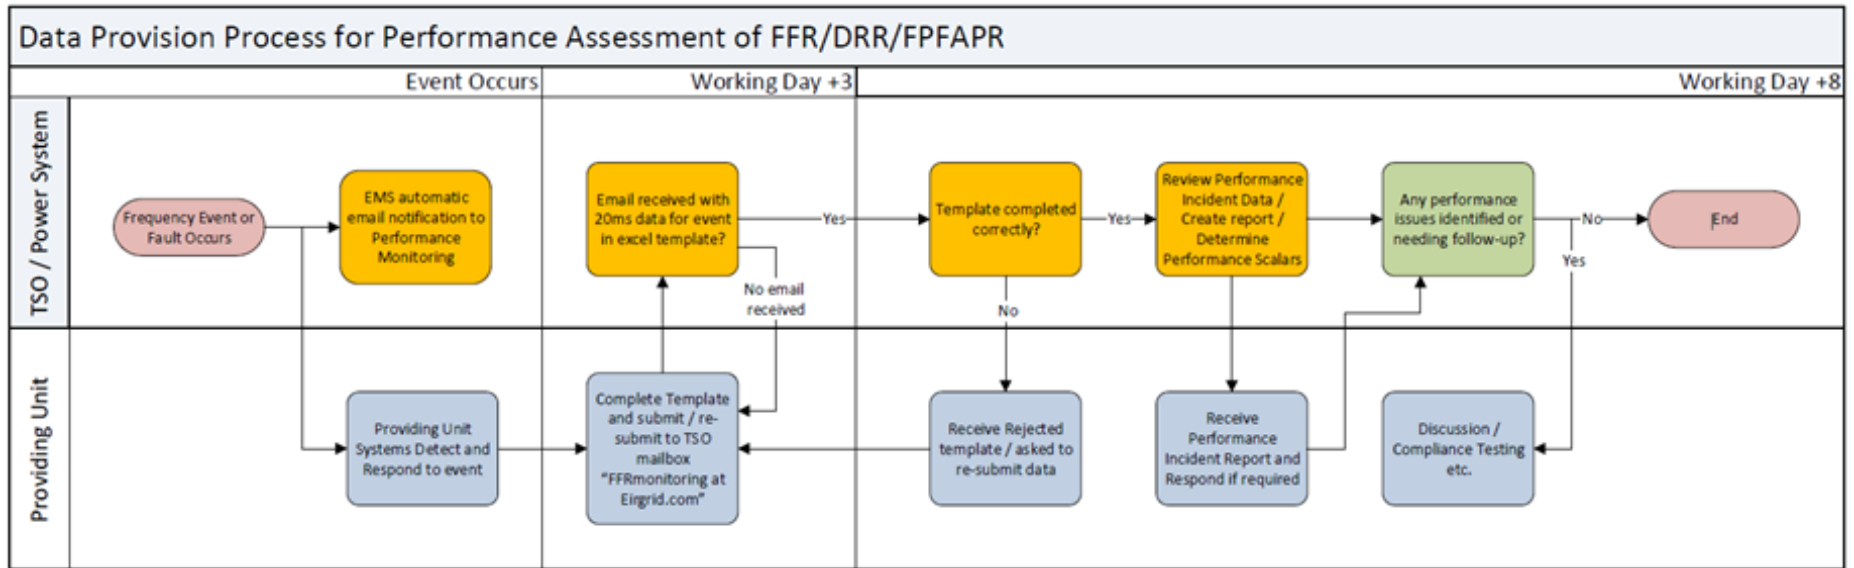 Data Provision Process for Performance Assessment of FFR/DRR/FPFAPR
Event Occurs
Working Day +3
Working Day +8
TSO / Power System
Frequency Event or
Fault Occurs
EMS automatic
email notification to
Performance
Monitoring
Email received with
20ms data for event
in excel template?
Yes
No email
received
Template completed
correctly?
Yes
No
Review Performance
Incident Data /
Create report /
Determine
Performance Scalars
Any performance
issues identified or
needing follow-up?
No
Yes
End
Providing Unit
Providing Unit
Systems Detect and
Respond to event
Complete Template
and submit / re-
submit to TSO
mailbox
"FFRmonitoring at
Eirgrid.com"
Receive Rejected
template / asked to
re-submit data
Receive
Performance
Incident Report and
Respond if required
Discussion /
Compliance Testing
etc.